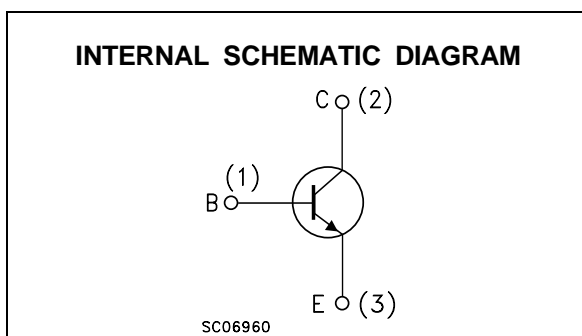 INTERNAL SCHEMATIC DIAGRAM
C (2)
(1)
B
E (3)
SC06960